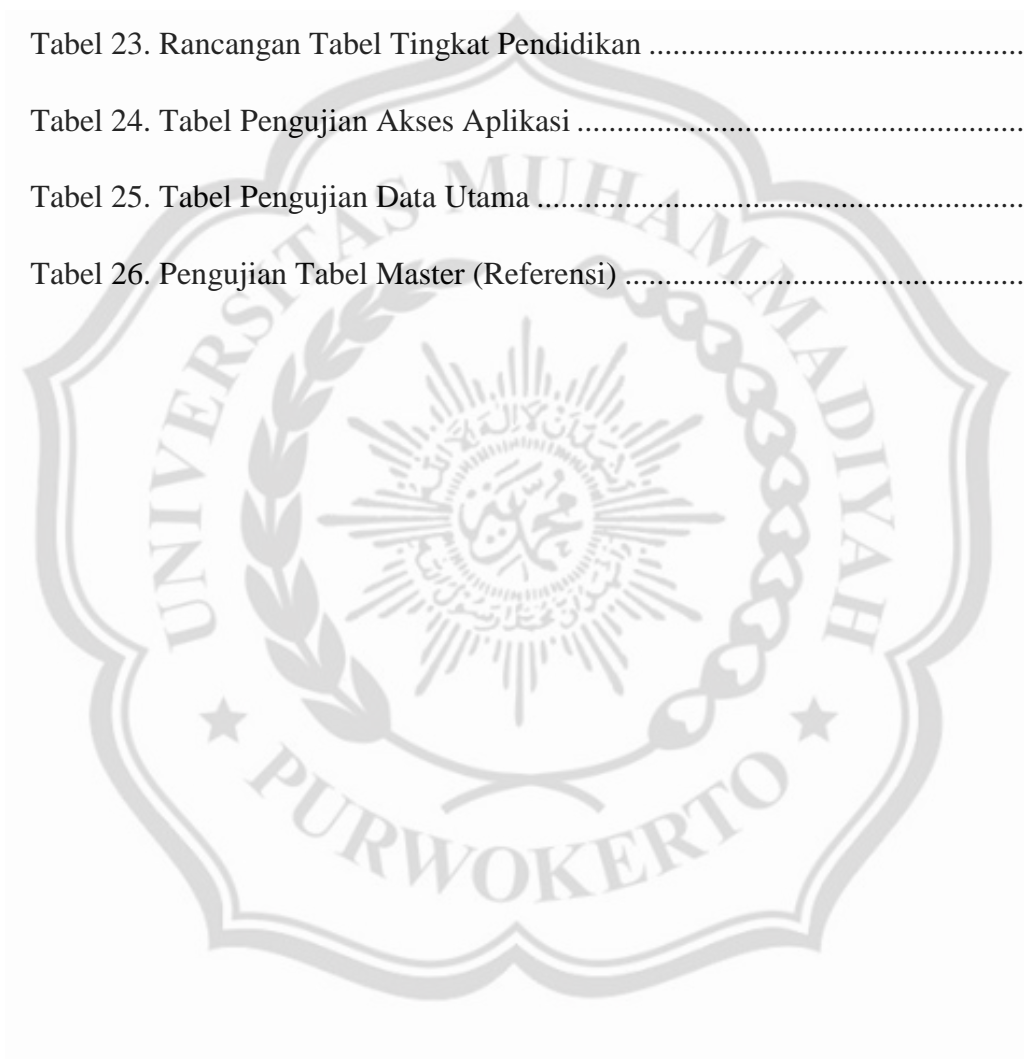 Tabel 23. Rancangan Tabel Tingkat Pendidikan ...............................................
Tabel 24. Tabel Pengujian Akses Aplikasi ........................................................
Tabel 25. Tabel Pengujian Data Utama .............................................................
Tabel 26. Pengujian Tabel Master (Referensi) ..................................................
UNIVERSITAS MUHAMMADIYAH
PURWOKERTO